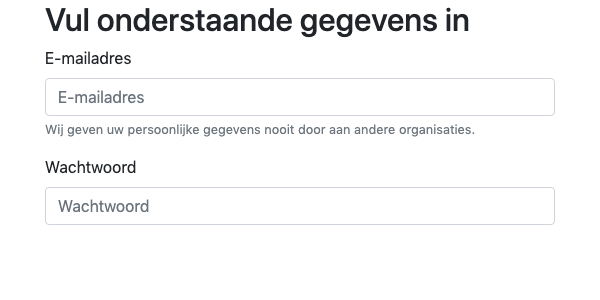 Vul onderstaande gegevens in
E-mailadres
E-mailadres
Wij geven uw persoonlijke gegevens nooit door aan andere organisaties.
Wachtwoord
Wachtwoord